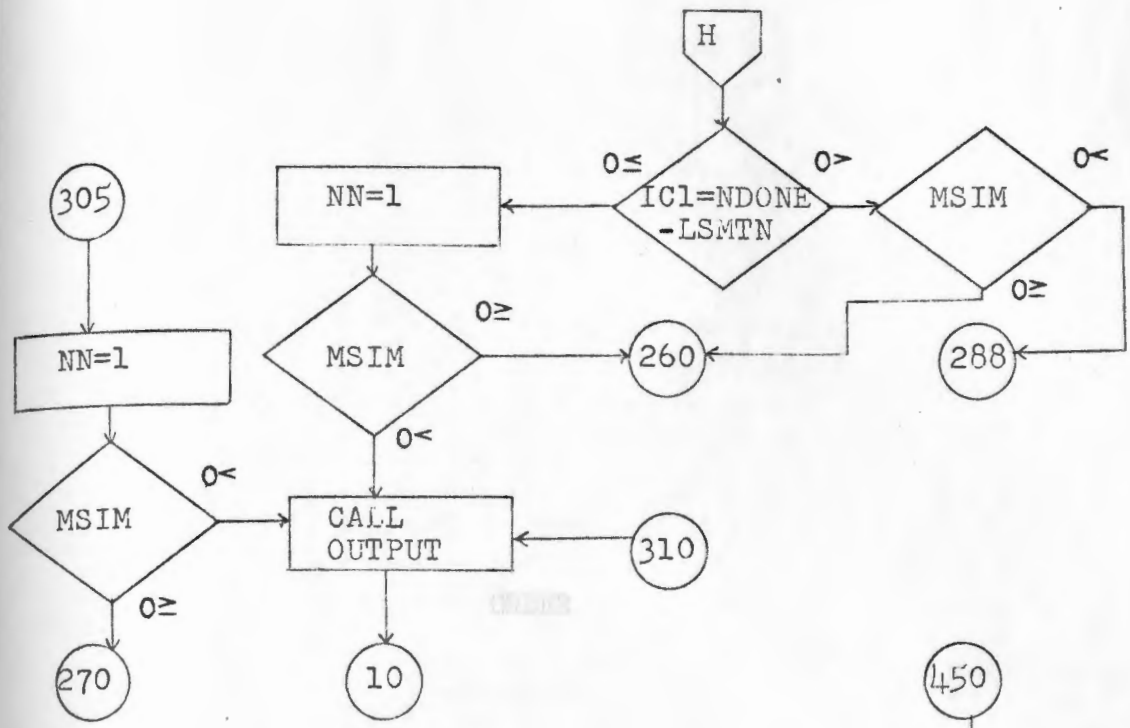 H
0≤
0>
0<
305
NN=1
IC1=NDONE
-LSMTN
MSIM
0≥
0≥
NN=1
MSIM
260
288
0<
0<
MSIM
CALL
OUTPUT
310
0≥
270
10
450